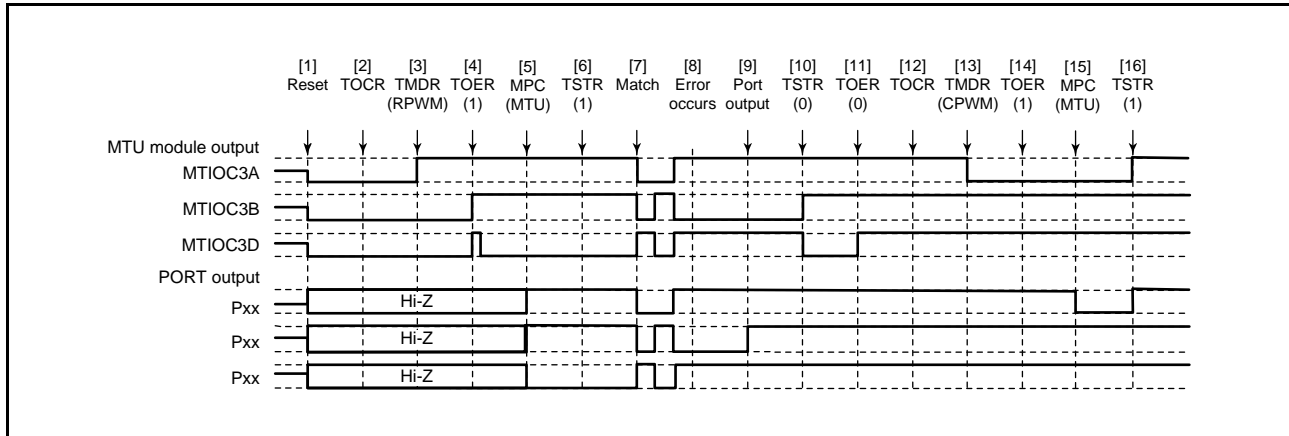 [1] [2] [3] [4] [5] [6] [7] [8] [9] [10] [11] [12] [13] [14] [15] [16]
Reset TOCR TMDR TOER MPC TSTR Match Error Port TSTR TOER TOCR TMDR TOER MPC TSTR
(RPWM) (1) (MTU) (1) occurs output (0) (0) (CPWM) (1) (MTU) (1)
MTU module output
MTIOC3A
MTIOC3B
MTIOC3D
PORT output
Pxx Hi-Z
Pxx Hi-Z
Pxx Hi-Z